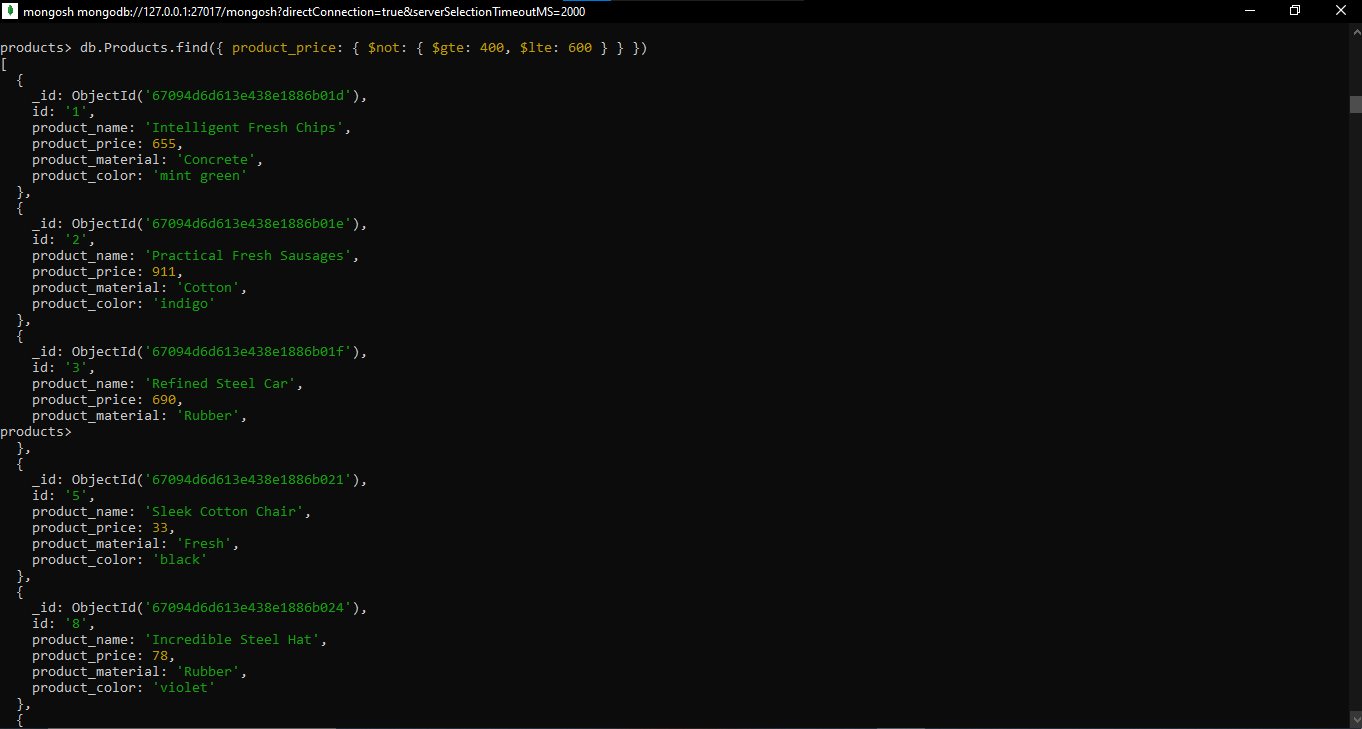 mongosh mongodb://127.0.0.1:27017/mongosh?directConnection=true&serverSelectionTimeoutMS=2000
products> db.Products.find({ product_price: { $not: { $gte: 400, $lte: 600 } } })
[
  {
    _id: ObjectId('67094d6d613e438e1886b01d'),
    id: '1',
    product_name: 'Intelligent Fresh Chips',
    product_price: 655,
    product_material: 'Concrete',
    product_color: 'mint green'
  },
  {
    _id: ObjectId('67094d6d613e438e1886b01e'),
    id: '2',
    product_name: 'Practical Fresh Sausages',
    product_price: 911,
    product_material: 'Cotton',
    product_color: 'indigo'
  },
  {
    _id: ObjectId('67094d6d613e438e1886b01f'),
    id: '3',
    product_name: 'Refined Steel Car',
    product_price: 690,
    product_material: 'Rubber',
products>
  },
  {
    _id: ObjectId('67094d6d613e438e1886b021'),
    id: '5',
    product_name: 'Sleek Cotton Chair',
    product_price: 33,
    product_material: 'Fresh',
    product_color: 'black'
  },
  {
    _id: ObjectId('67094d6d613e438e1886b024'),
    id: '8',
    product_name: 'Incredible Steel Hat',
    product_price: 78,
    product_material: 'Rubber',
    product_color: 'violet'
  },
  {